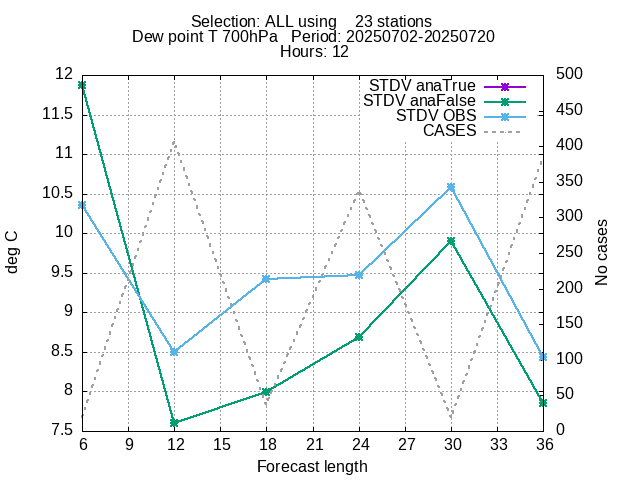 Selection: ALL using    23 stations
Dew point T 700hPa   Period: 20250702-20250720
Hours: 12
STDV anaTrue
STDV anaFalse
STDV OBS
CASES
deg C
12
11.5
11
10.5
10
9.5
9
8.5
8
7.5
500
450
400
350
300
250
200
150
100
50
0
No cases
6 9 12 15 18 21 24 27 30 33 36
Forecast length